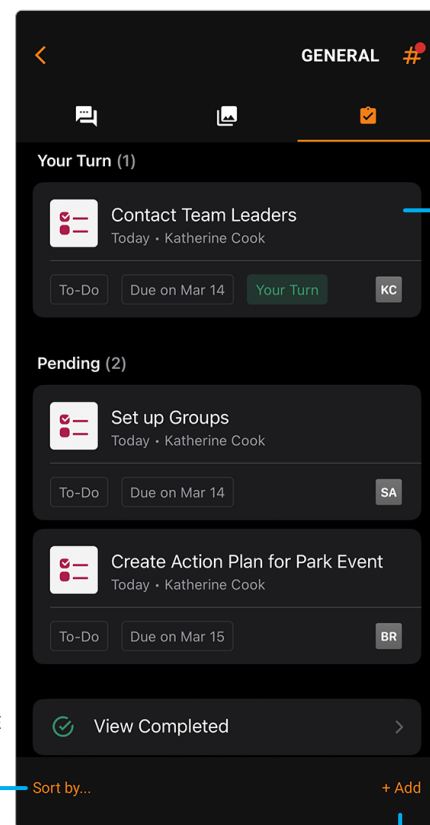 GENERAL #
Your Turn (1)
Contact Team Leaders
Today • Katherine Cook
To-Do Due on Mar 14 Your Turn KC
Pending (2)
Set up Groups
Today • Katherine Cook
To-Do Due on Mar 14 SA
Create Action Plan for Park Event
Today • Katherine Cook
To-Do Due on Mar 15 BR
View Completed
Sort by... + Add